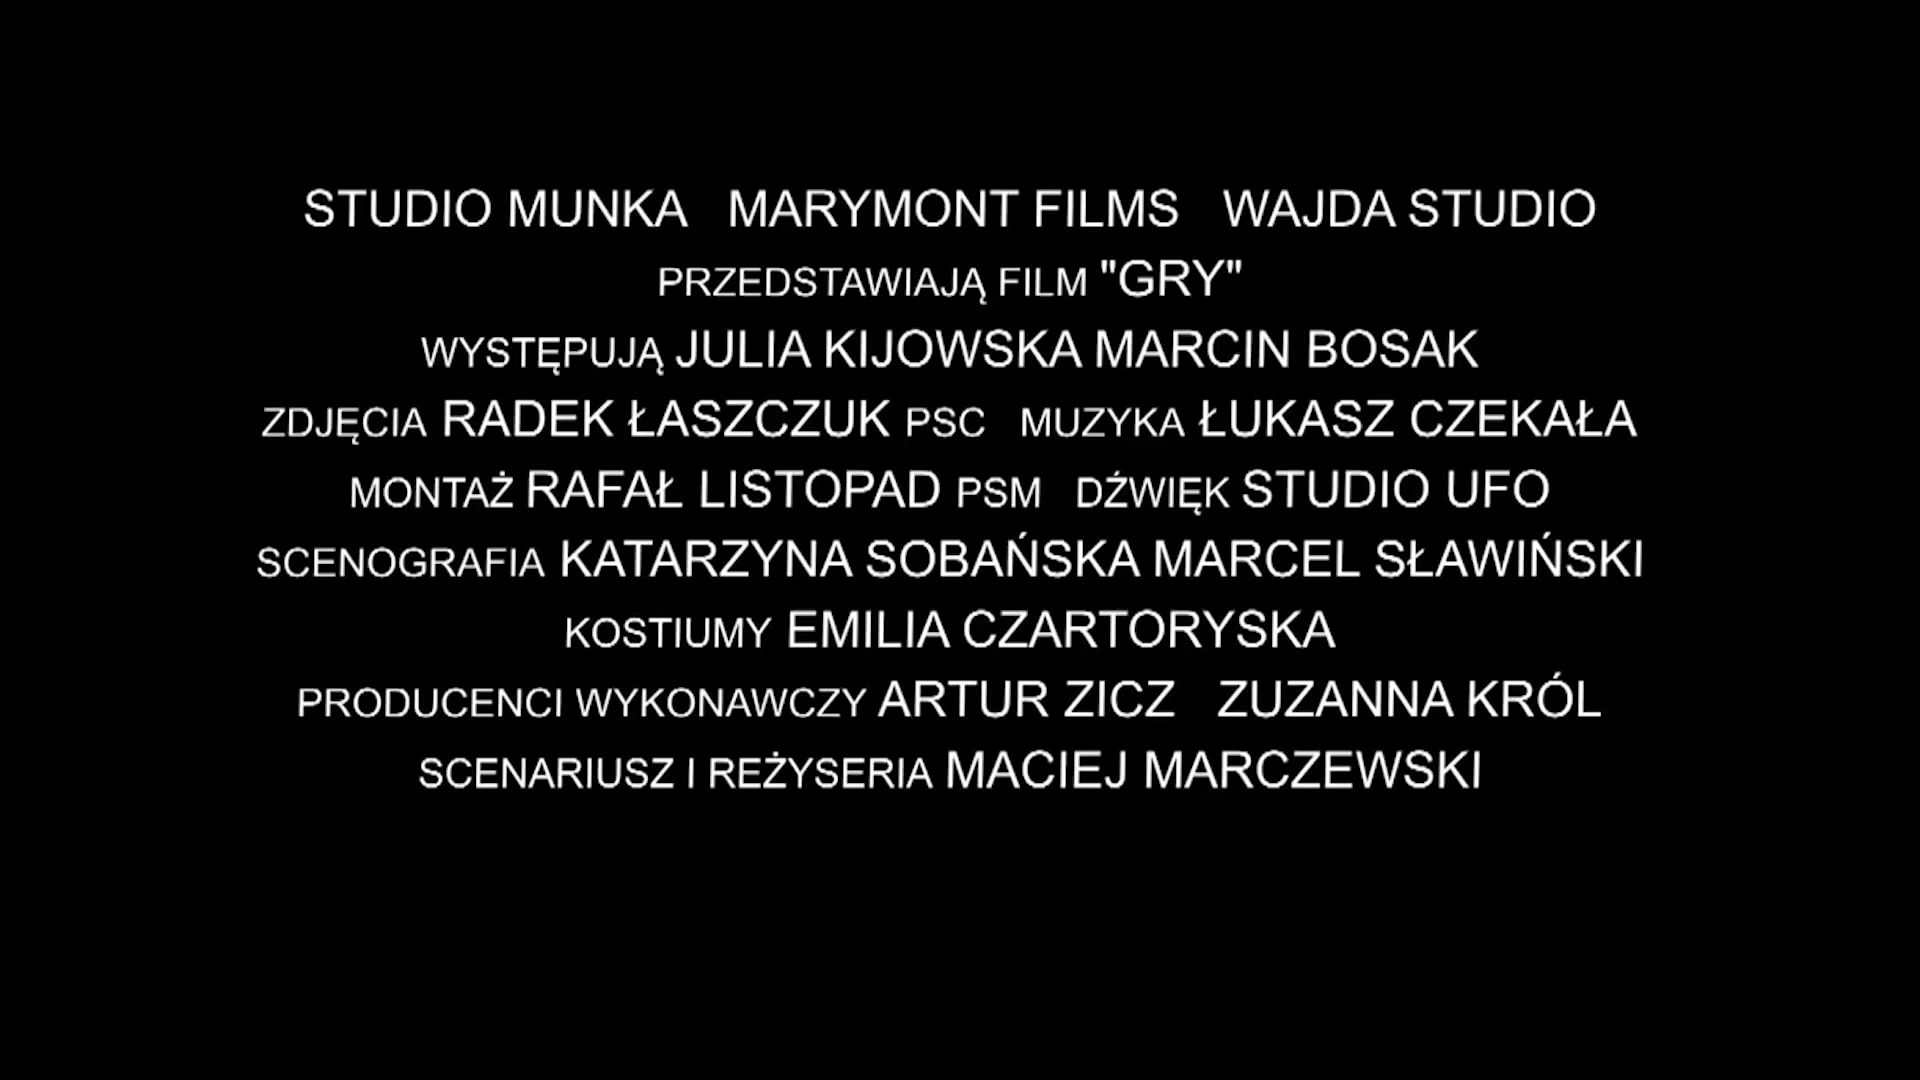 STUDIO MUNKA MARYMONT FILMS WAJDA STUDIO
PRZEDSTAWIAJĄ FILM "GRY"
WYSTĘPUJĄ JULIA KIJOWSKA MARCIN BOSAK
ZDJĘCIA RADEK ŁASZCZUK PSC MUZYKA ŁUKASZ CZEKAŁA
MONTAŻ RAFAŁ LISTOPAD PSM DŹWIĘK STUDIO UFO
SCENOGRAFIA KATARZYNA SOBAŃSKA MARCEL SŁAWIŃSKI
KOSTIUMY EMILIA CZARTORYSKA
PRODUCENCI WYKONAWCZY ARTUR ZICZ ZUZANNA KRÓL
SCENARIUSZ I REŻYSERIA MACIEJ MARCZEWSKI